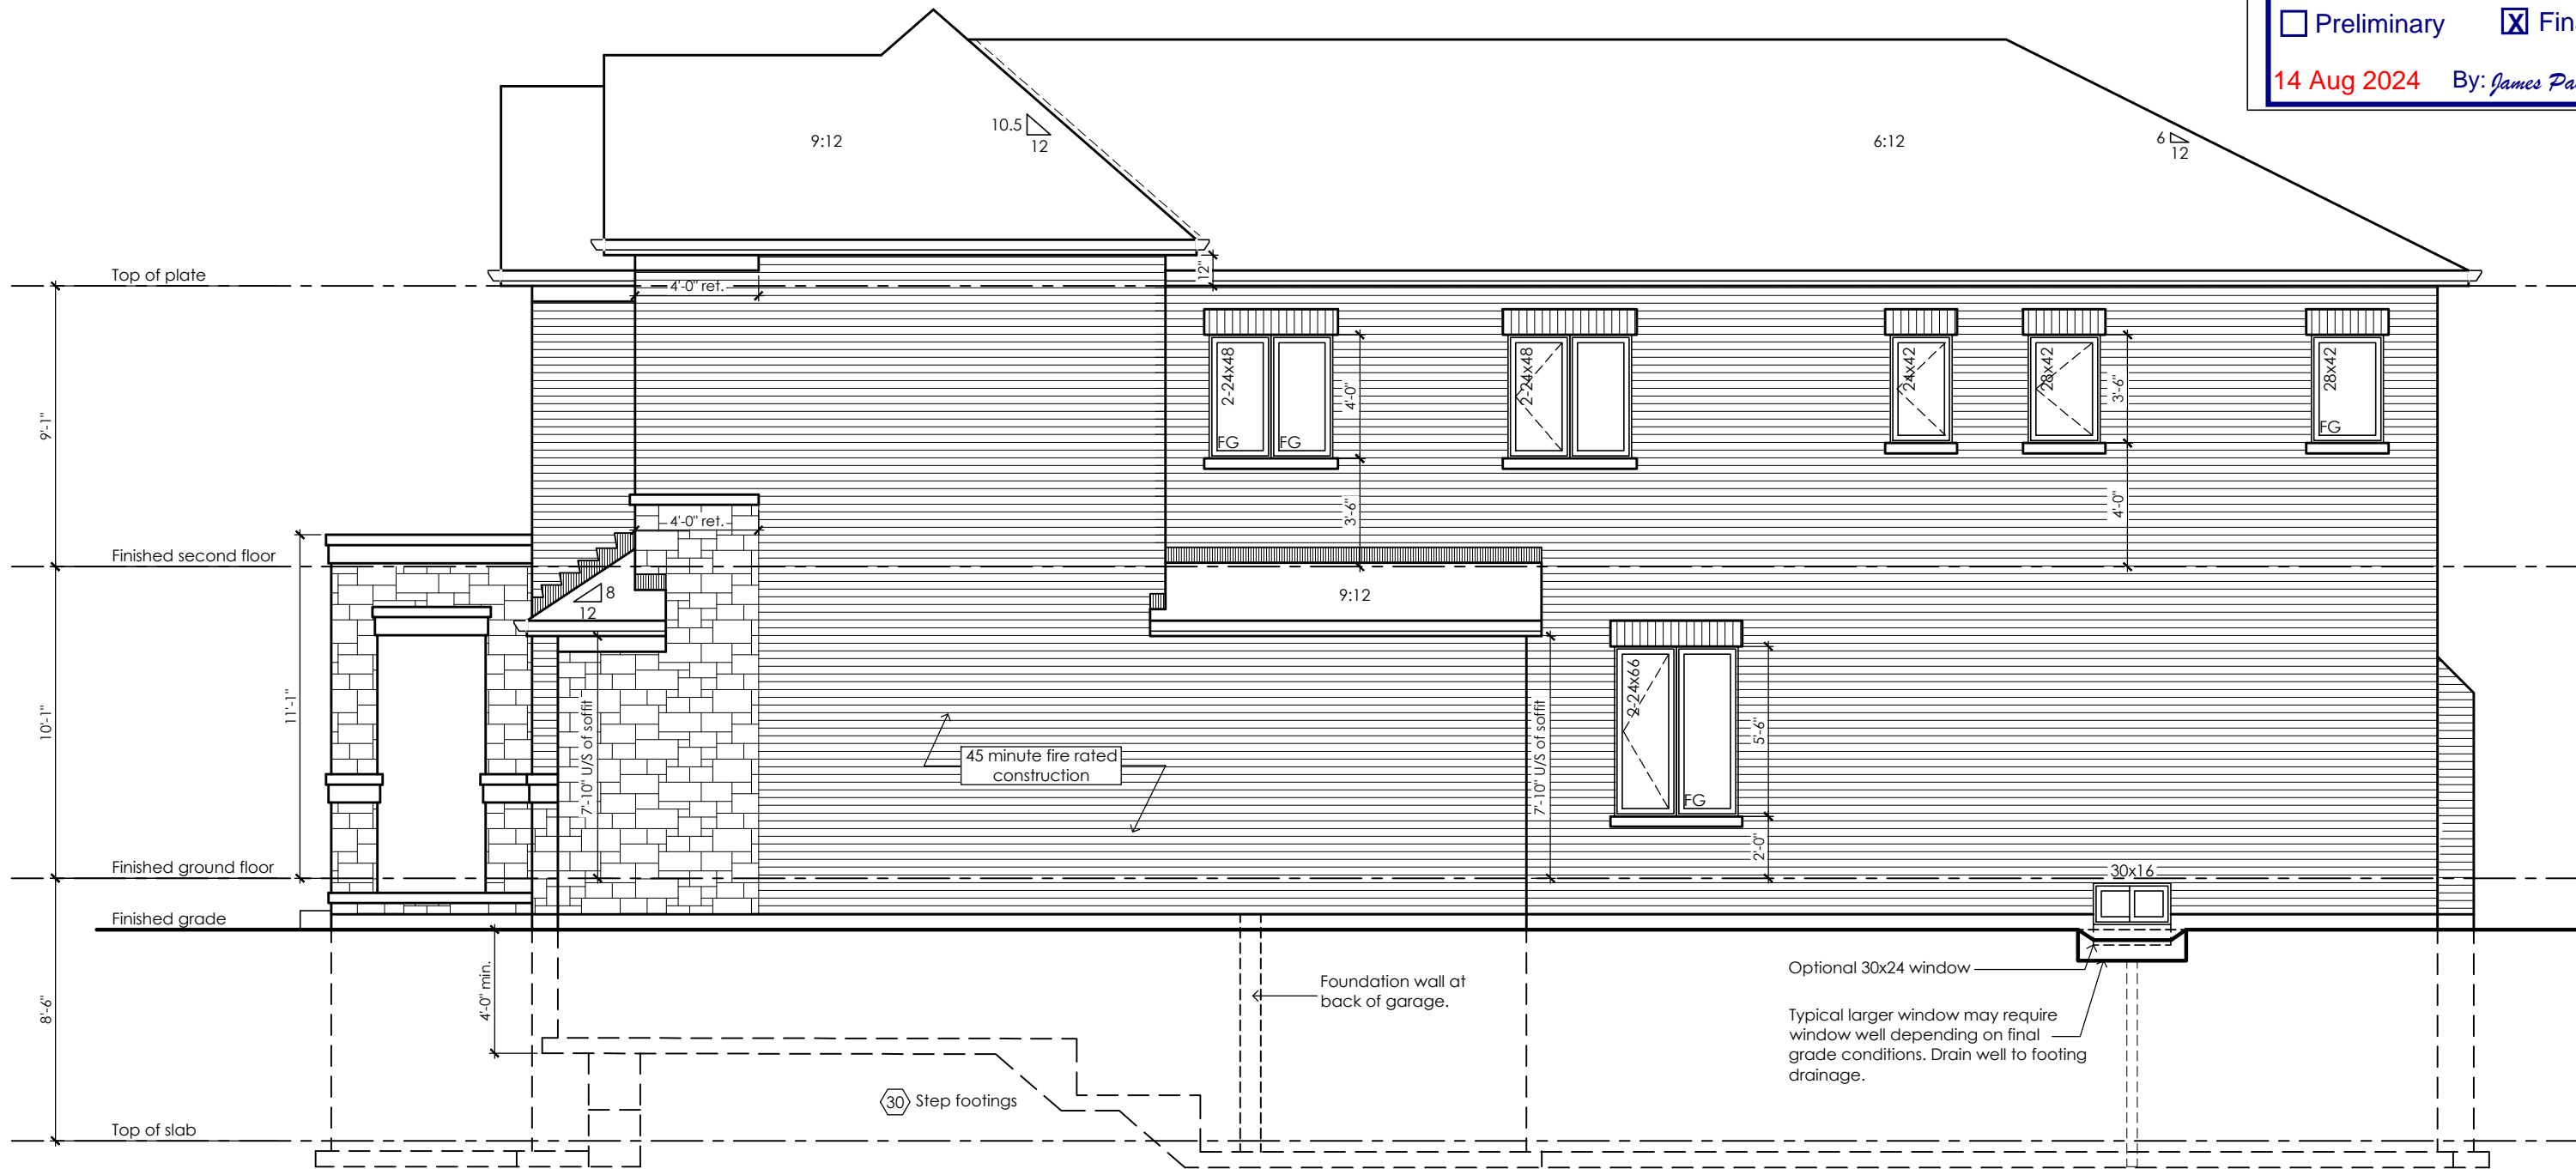 Preliminary
X
14 Aug 2024
By: James
10.5
12
9:12
6:12
6
12
Top of plate
4'-0" ret.
12"
2-24x48
FG
FG
4'-0"
2-24x48
24x42
28x42
3'-6"
28x42
FG
9'-1"
3'-6"
4'-0"
4'-0" ret.
Finished second floor
8
12
9:12
10'-1"
11'-1"
7'-10" U/S of soffit
45 minute fire rated
construction
7'-10" U/S of soffit
2-24x66
FG
5'-6"
2'-0"
Finished ground floor
30x16
Finished grade
4'-0" min.
8'-6"
Foundation wall at
back of garage.
Optional 30x24 window
Typical larger window may require
window well depending on final
grade conditions. Drain well to footing
drainage.
30 Step footings
Top of slab